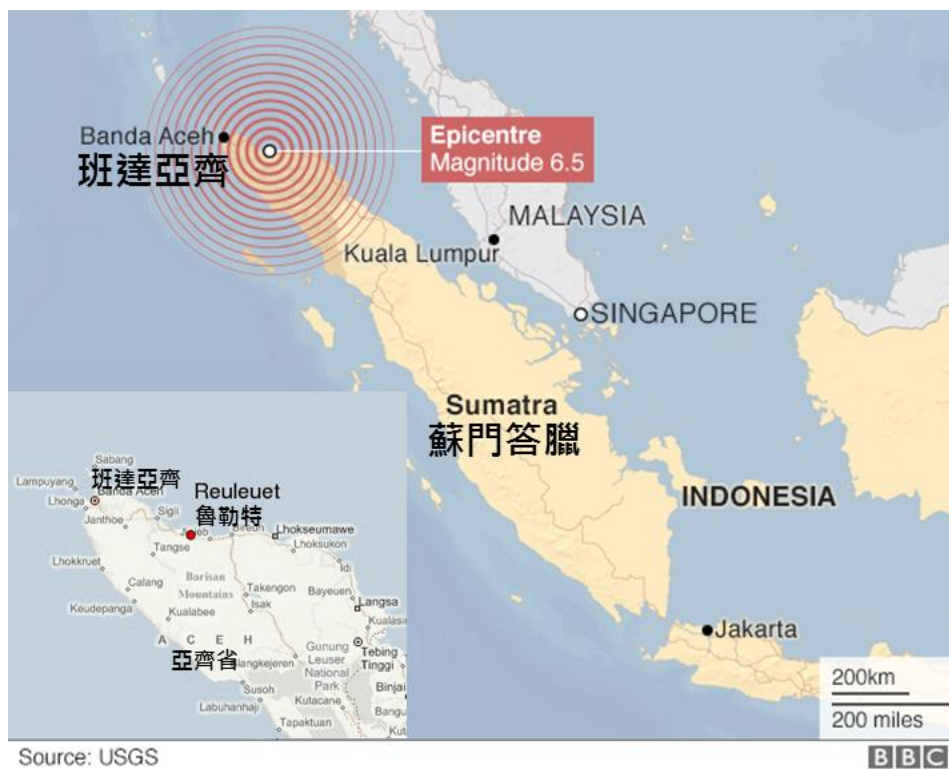 Banda Aceh
班達亞齊
Epicentre
Magnitude 6.5
MALAYSIA
Kuala Lumpur
SINGAPORE
Sumatra
蘇門答臘
INDONESIA
Jakarta
200km
200 miles
Sabang
班達亞齊
Lampuyang
Banda Aceh
Lhonga
Reuleuet
魯勒特
Janthoe
Sigli
Bireun
Lhokseumawe
Tangse
Lhoksukon
Lhokkruet
Idi
Barisan
Mountains
Calang
Takengon
Bayeuen
Langsa
Keudepanga
Kualabee
Isak
A C E H
亞齊省
Gunung
Leuser
National
Park
Tebing
Tinggi
Susoh
Kutacane
Binjai
Labuhanhaji
Tapaktuan
Source: USGS
BBC